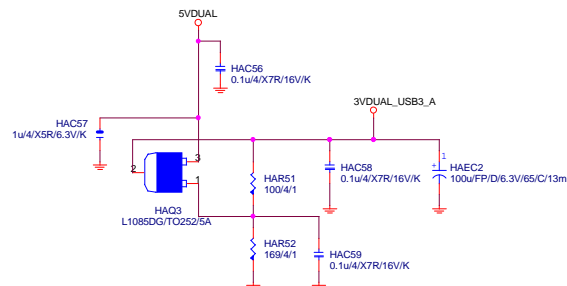 5VDUAL
HAC56
0.1u/4/X7R/16V/K
3VDUAL_USB3_A
HAC57
1u/4/X5R/6.3V/K
3
2
1
HAQ3
L1085DG/TO252/5A
HAR51
100/4/1
HAC58
0.1u/4/X7R/16V/K
1
+
HAEC2
100u/FP/D/6.3V/65/C/13m
HAR52
169/4/1
HAC59
0.1u/4/X7R/16V/K